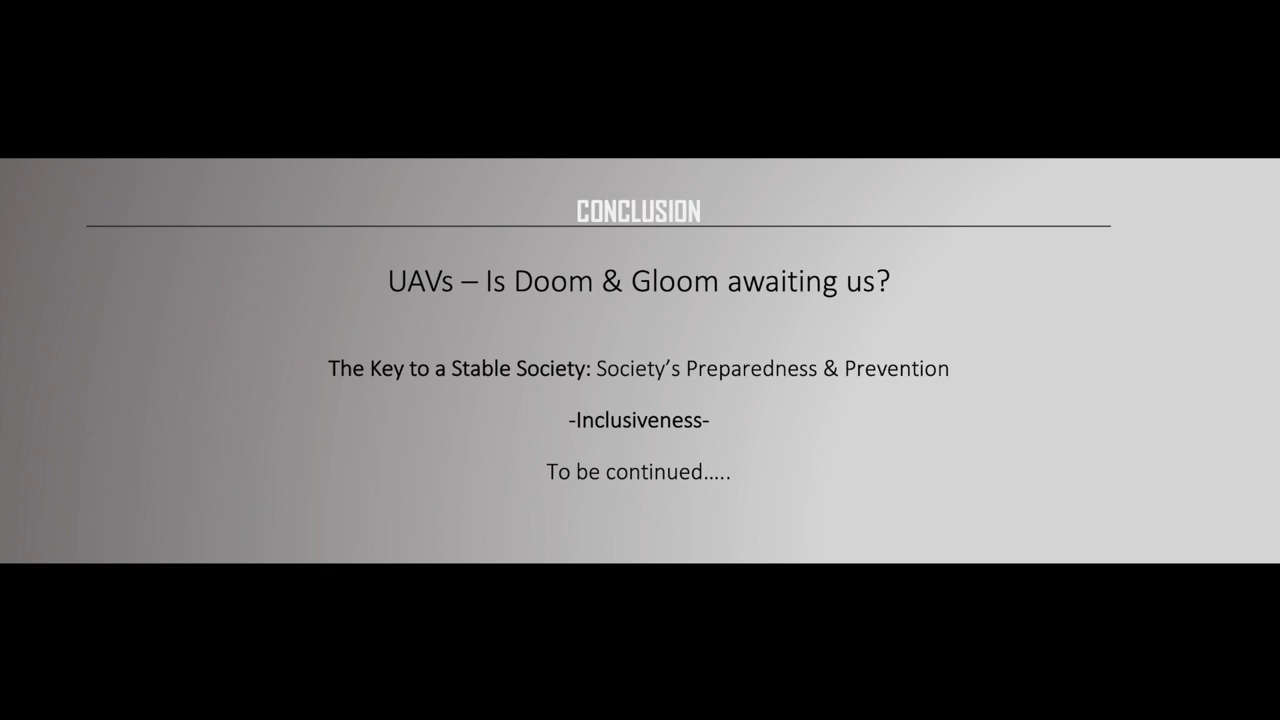 CONCLUSION
UAVs – Is Doom & Gloom awaiting us?
The Key to a Stable Society: Society’s Preparedness & Prevention
-Inclusiveness-
To be continued.....